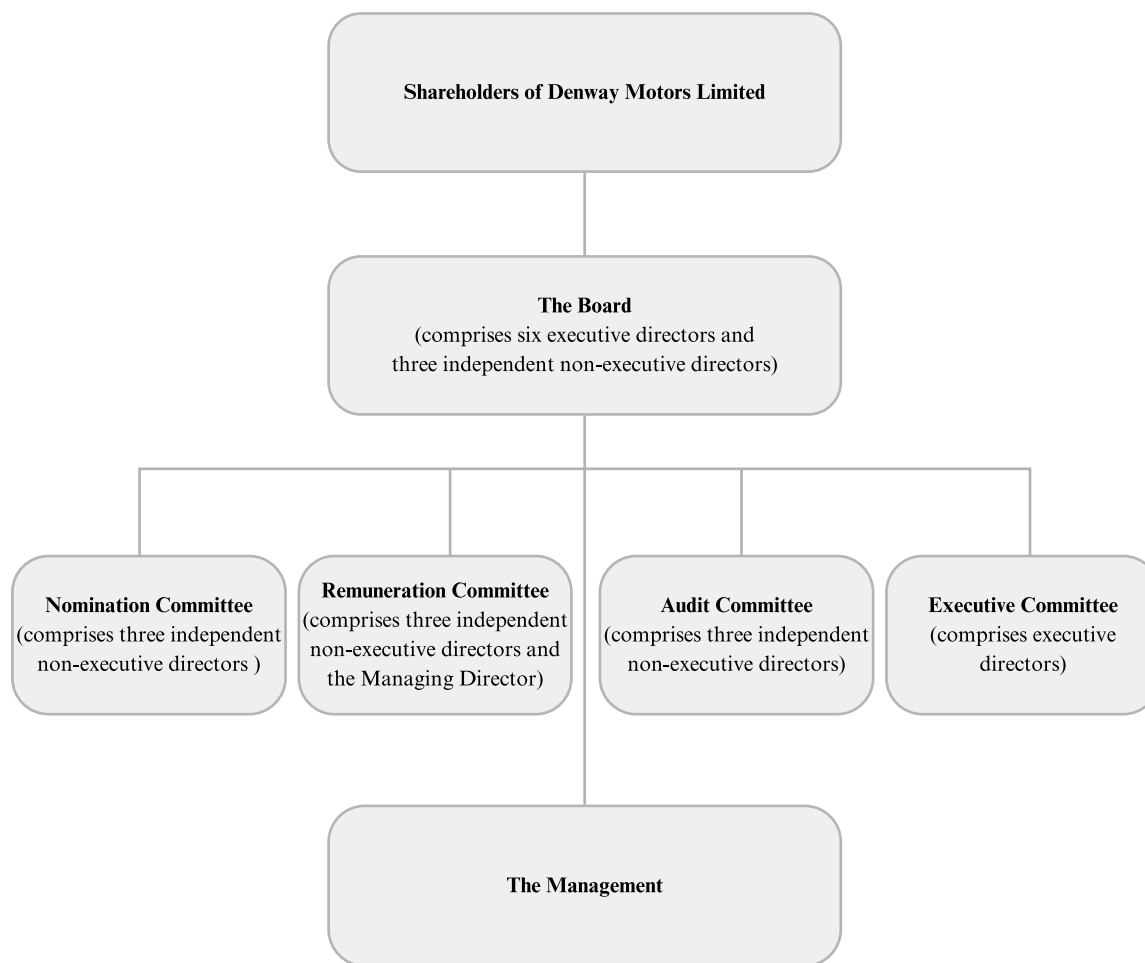 Shareholders of Denway Motors Limited
The Board
(comprises six executive directors and
three independent non-executive directors)
Nomination Committee
(comprises three independent
non-executive directors )
Remuneration Committee
(comprises three independent
non-executive directors and
the Managing Director)
Audit Committee
(comprises three independent
non-executive directors)
Executive Committee
(comprises executive
directors)
The Management